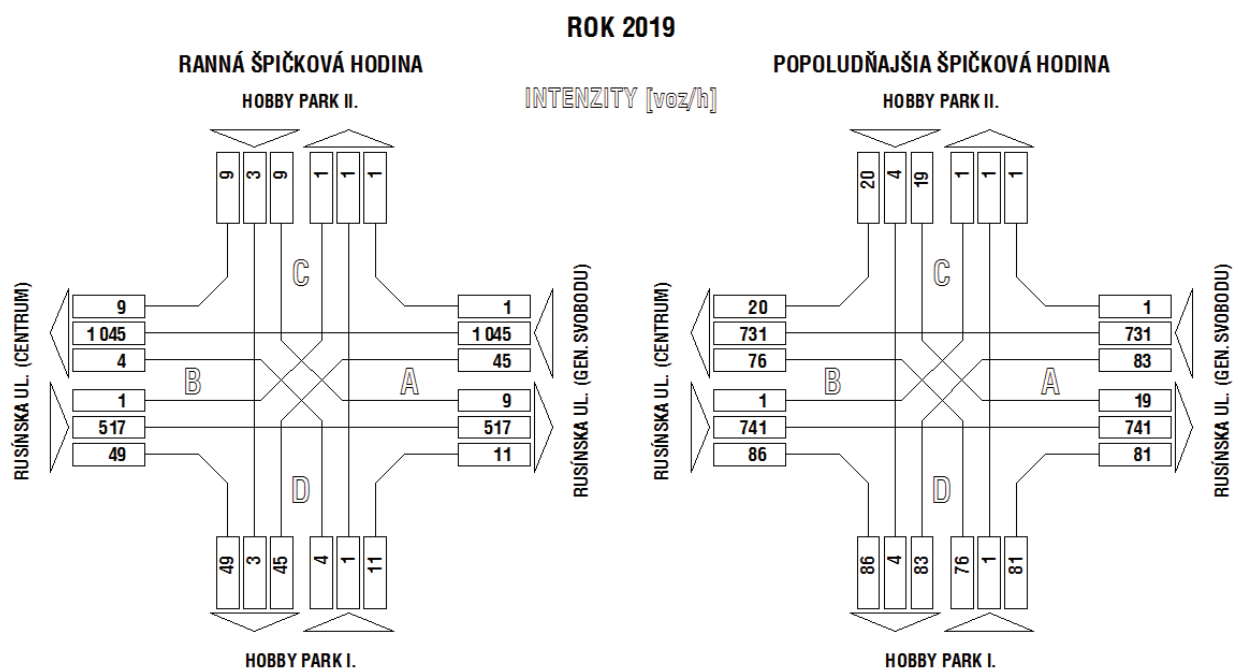 ROK 2019
RANNÁ ŠPIČKOVÁ HODINA
POPOLUDŇAJŠIA ŠPIČKOVÁ HODINA
INTENZITY [voz/h]
HOBBY PARK II.
9 3 9 1 1 1
C
RUSÍNSKA UL. (CENTRUM)
9
1 045
4
B
1
517
49
1
1 045
45
A
9
517
11
RUSÍNSKA UL. (GEN. SVOBODU)
D
49 3 45 4 1 11
HOBBY PARK I.
HOBBY PARK II.
20 4 19 1 1 1
C
RUSÍNSKA UL. (CENTRUM)
20
731
76
B
1
741
86
1
731
83
A
19
741
81
RUSÍNSKA UL. (GEN. SVOBODU)
D
86 4 83 76 1 81
HOBBY PARK I.